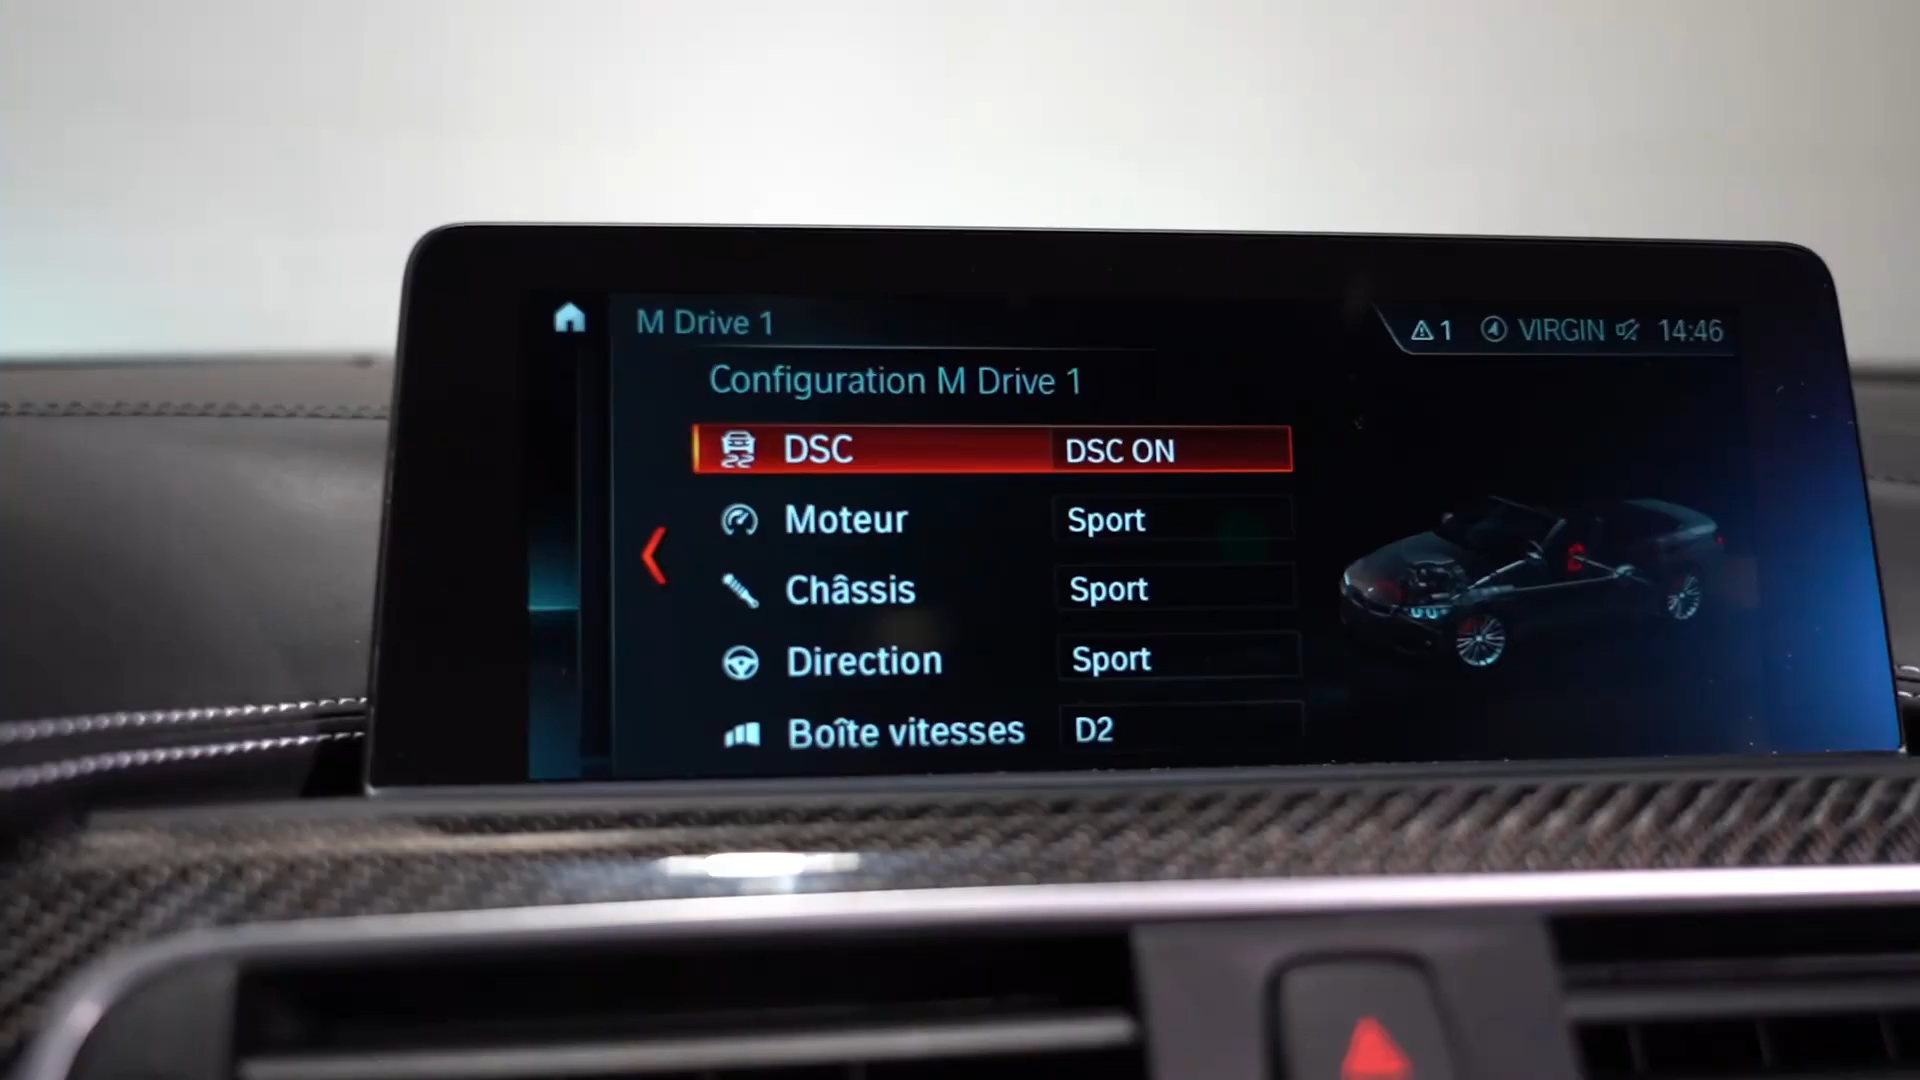 M Drive 1
1 VIRGIN 14:46
Configuration M Drive 1
DSC DSC ON
Moteur Sport
Châssis Sport
Direction Sport
Boîte vitesses D2